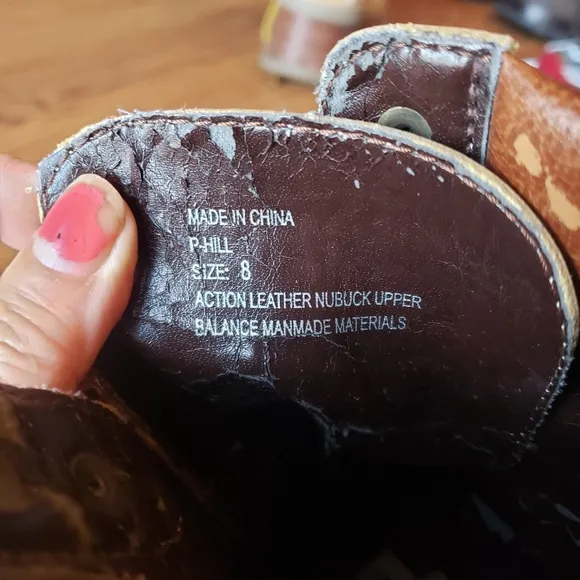 MADE IN CHINA
P-HILL
SIZE: 8
ACTION LEATHER NUBUCK UPPER
BALANCE MANMADE MATERIALS